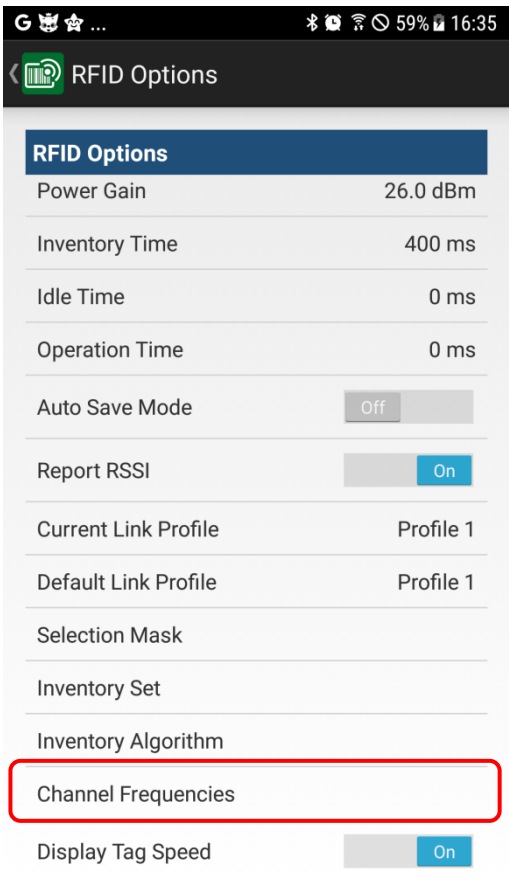 G ... 59% 16:35
RFID Options
RFID Options
Power Gain 26.0 dBm
Inventory Time 400 ms
Idle Time 0 ms
Operation Time 0 ms
Auto Save Mode Off
Report RSSI On
Current Link Profile Profile 1
Default Link Profile Profile 1
Selection Mask
Inventory Set
Inventory Algorithm
Channel Frequencies
Display Tag Speed On